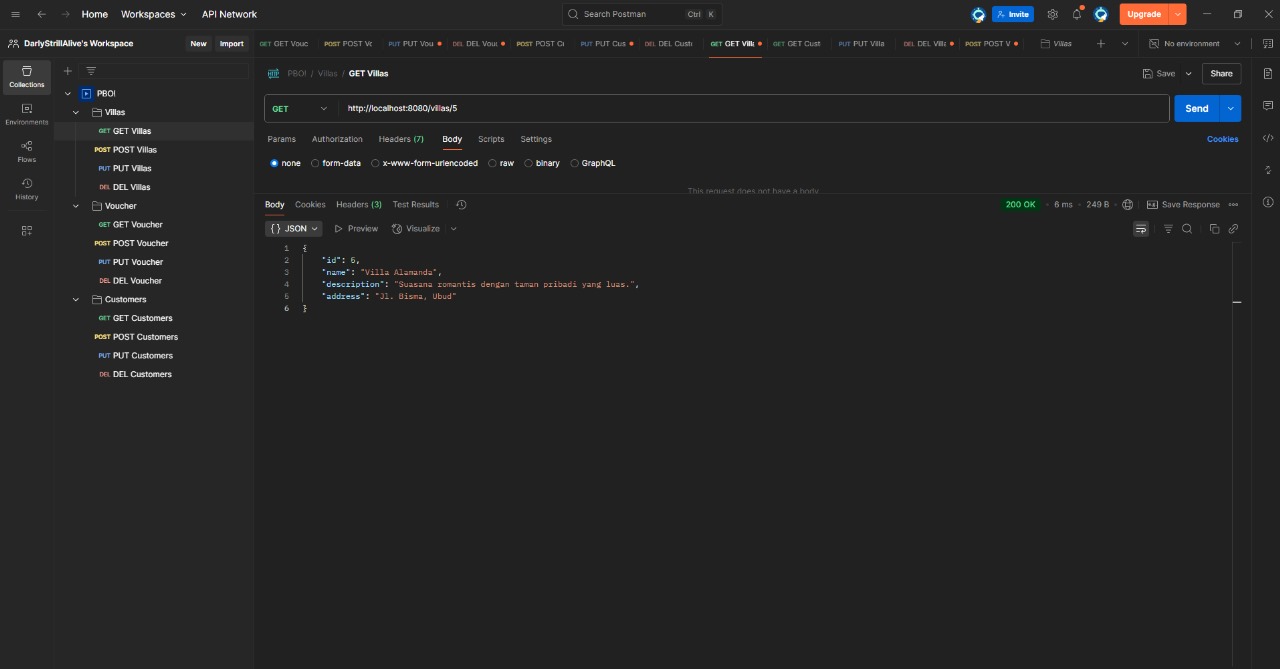 Home Workspaces API Network Search Postman Ctrl K Invite Upgrade
DarlyStrillAlive's Workspace New Import GET GET Vouc POST POST Vc PUT PUT Vou DEL DEL Vou POST POST Cu PUT PUT Cus DEL DEL Cust GET GET Villa GET GET Cust PUT PUT Villa DEL DEL Villa POST POST V Villas No environment
Collections
Environments
Flows
History
PBO!
Villas
GET GET Villas
POST POST Villas
PUT PUT Villas
DEL DEL Villas
Voucher
GET GET Voucher
POST POST Voucher
PUT PUT Voucher
DEL DEL Voucher
Customers
GET GET Customers
POST POST Customers
PUT PUT Customers
DEL DEL Customers
HTTP PBO! / Villas / GET Villas Save Share
GET http://localhost:8080/villas/5 Send
Params Authorization Headers (7) Body Scripts Settings Cookies
none form-data x-www-form-urlencoded raw binary GraphQL
This request does not have a body
Body Cookies Headers (3) Test Results 200 OK • 6 ms • 249 B • Save Response
{} JSON Preview Visualize
1 {
2 "id": 5,
3 "name": "Villa Alamanda",
4 "description": "Suasana romantis dengan taman pribadi yang luas.",
5 "address": "Jl. Bisma, Ubud"
6 }